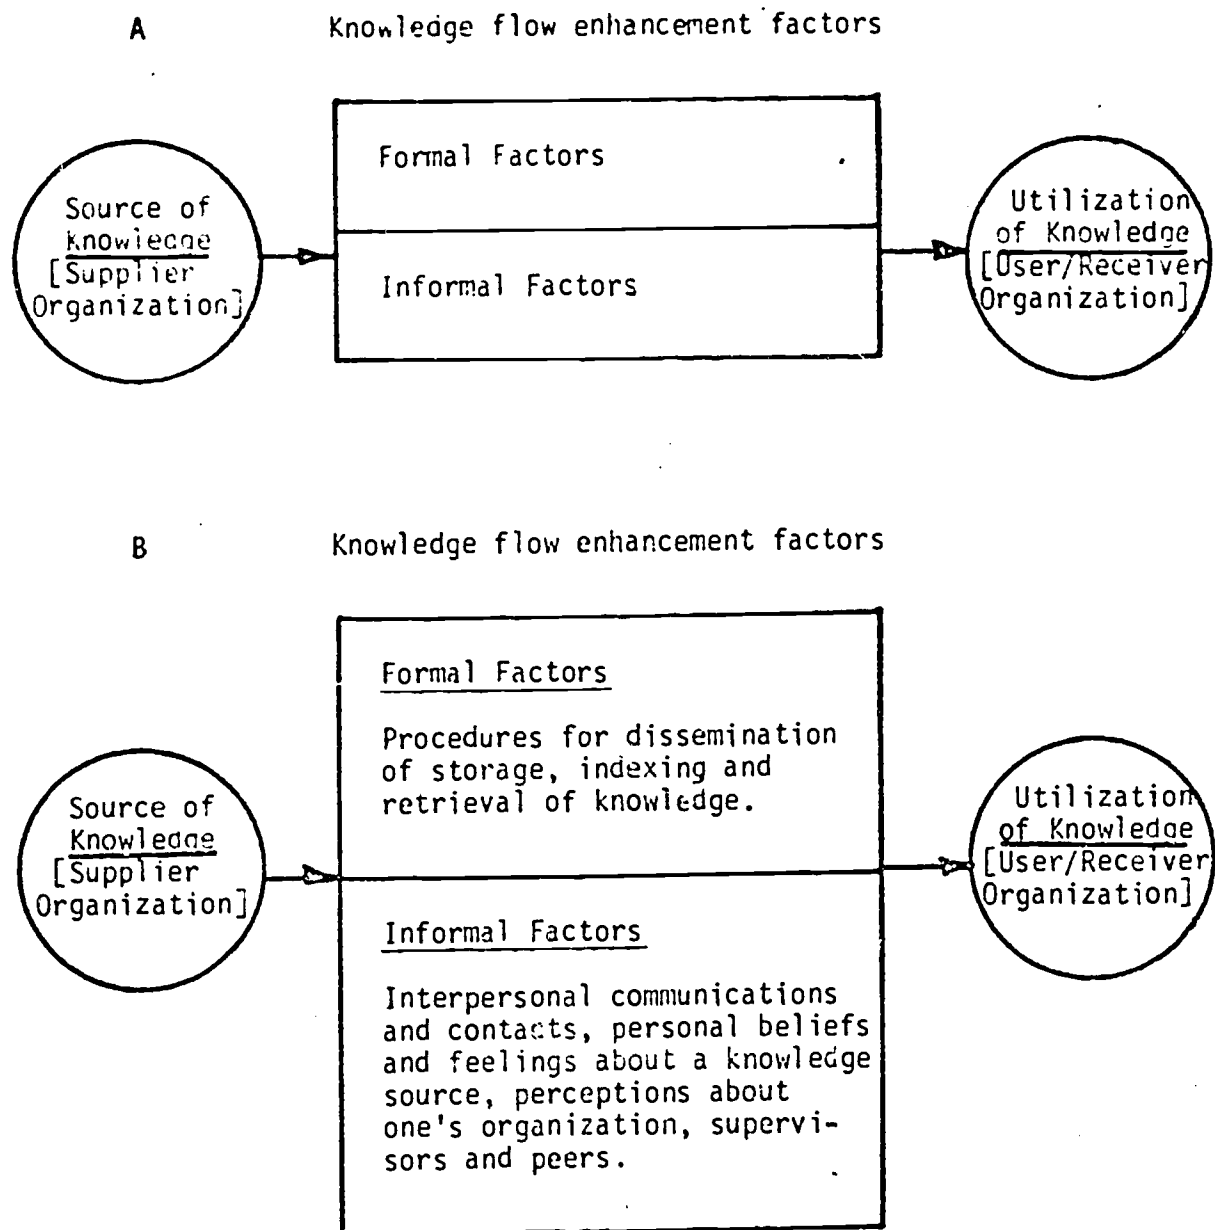 A Knowledge flow enhancement factors
Formal Factors
Source of
Knowledge
[Supplier
Organization]
Informal Factors
Utilization
of Knowledge
[User/Receiver
Organization]
B Knowledge flow enhancement factors
Formal Factors
Procedures for dissemination
of storage, indexing and
retrieval of knowledge.
Source of
Knowledge
[Supplier
Organization]
Informal Factors
Interpersonal communications
and contacts, personal beliefs
and feelings about a knowledge
source, perceptions about
one's organization, supervi-
sors and peers.
Utilization
of Knowledge
[User/Receiver
Organization]